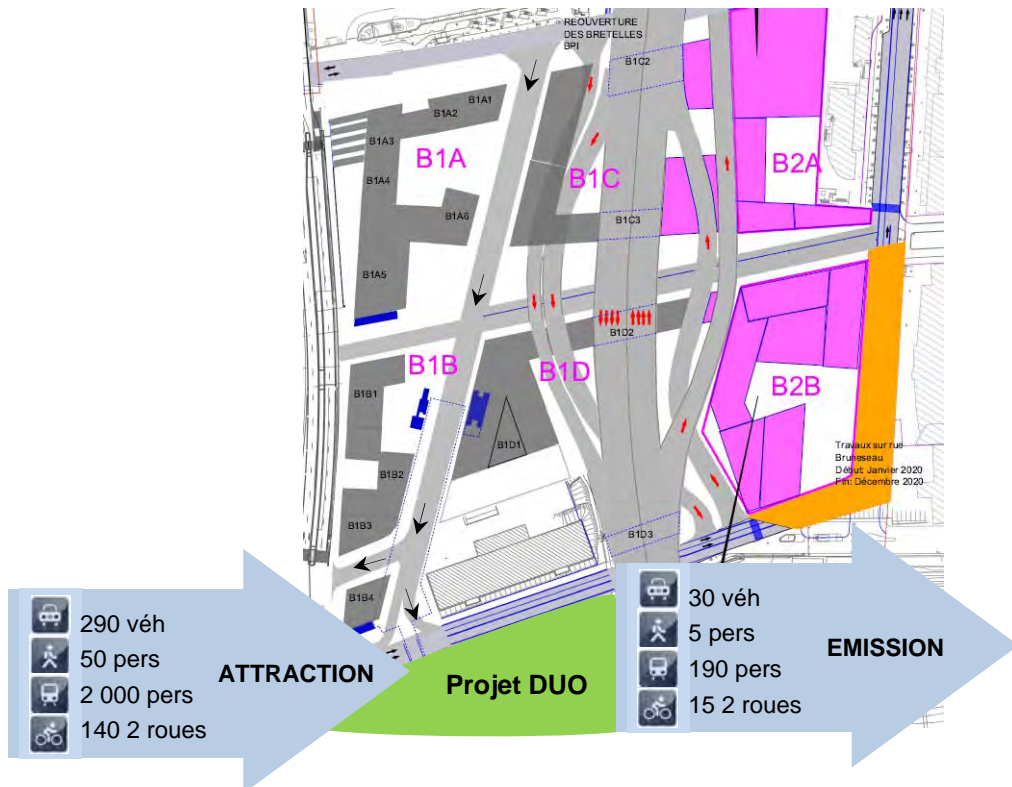 REOUVERTURE
DES BRETELLES
BPI
B1C2
B1A1
B1A2
B1A3
B1A
B1A4
B1C
B2A
B1A6
B1C3
B1A5
B1D2
B1B
B1D
B2B
B1B1
B1D1
B1B2
Travaux sur rue
Bruneseau
Début: Janvier 2020
Fin: Décembre 2020
B1B3
B1D3
B1B4
290 véh
50 pers
2 000 pers
140 2 roues
ATTRACTION
Projet DUO
30 véh
5 pers
190 pers
15 2 roues
EMISSION